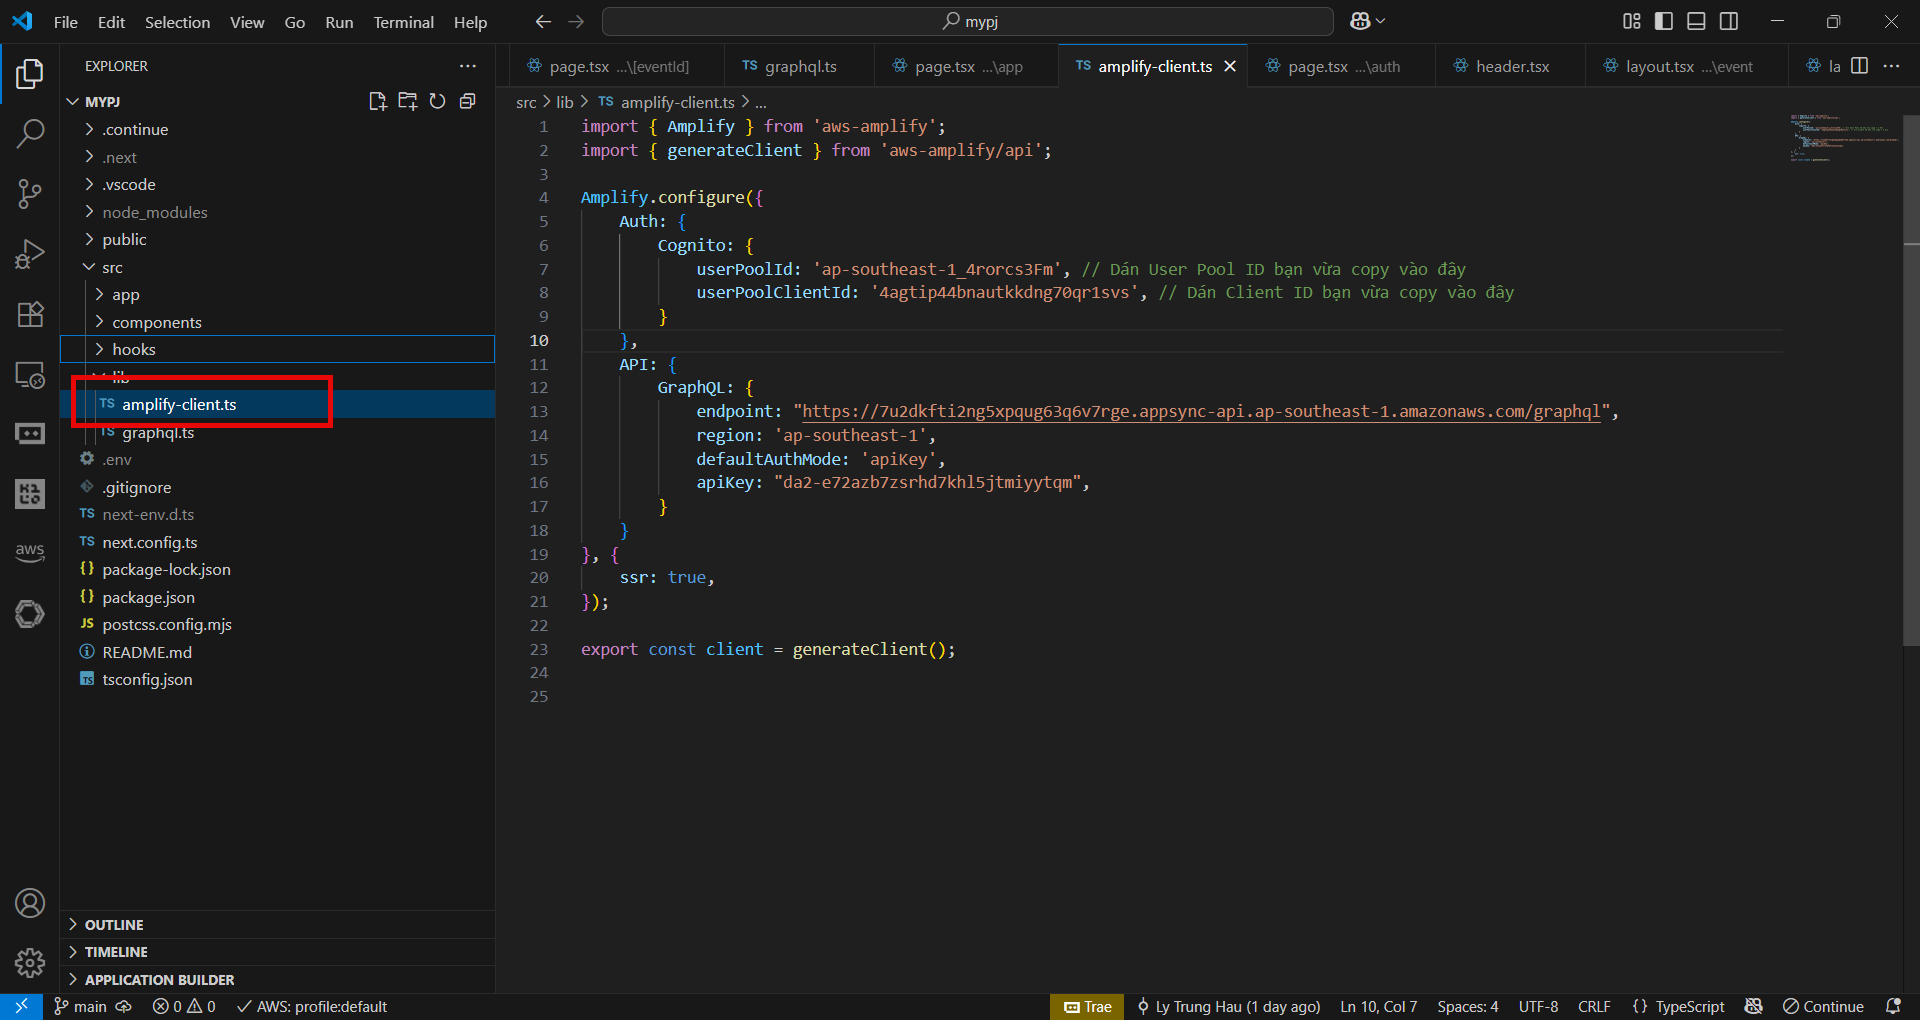 File Edit Selection View Go Run Terminal Help
mypj
EXPLORER
MYPJ
.continue
.next
.vscode
node_modules
public
src
app
components
hooks
lib
TS amplify-client.ts
TS graphql.ts
.env
.gitignore
TS next-env.d.ts
TS next.config.ts
{} package-lock.json
{} package.json
JS postcss.config.mjs
README.md
TS tsconfig.json
OUTLINE
TIMELINE
APPLICATION BUILDER
aws
page.tsx ...\[eventId]
TS graphql.ts
page.tsx ...\app
TS amplify-client.ts
page.tsx ...\auth
header.tsx
layout.tsx ...\event
la
src > lib > TS amplify-client.ts > ...
1 import { Amplify } from 'aws-amplify';
2 import { generateClient } from 'aws-amplify/api';
3
4 Amplify.configure({
5 Auth: {
6 Cognito: {
7 userPoolId: 'ap-southeast-1_4rorcs3Fm', // Dán User Pool ID bạn vừa copy vào đây
8 userPoolClientId: '4agtip44bnautkkdng70qr1svs', // Dán Client ID bạn vừa copy vào đây
9 }
10 },
11 API: {
12 GraphQL: {
13 endpoint: "https://7u2dkfti2ng5xpqug63q6v7rge.appsync-api.ap-southeast-1.amazonaws.com/graphql",
14 region: 'ap-southeast-1',
15 defaultAuthMode: 'apiKey',
16 apiKey: "da2-e72azb7zsrhd7khl5jtmiyytqm",
17 }
18 }
19 }, {
20 ssr: true,
21 });
22
23 export const client = generateClient();
24
25
main 0 0 AWS: profile:default
Trae Ly Trung Hau (1 day ago) Ln 10, Col 7 Spaces: 4 UTF-8 CRLF {} TypeScript Continue